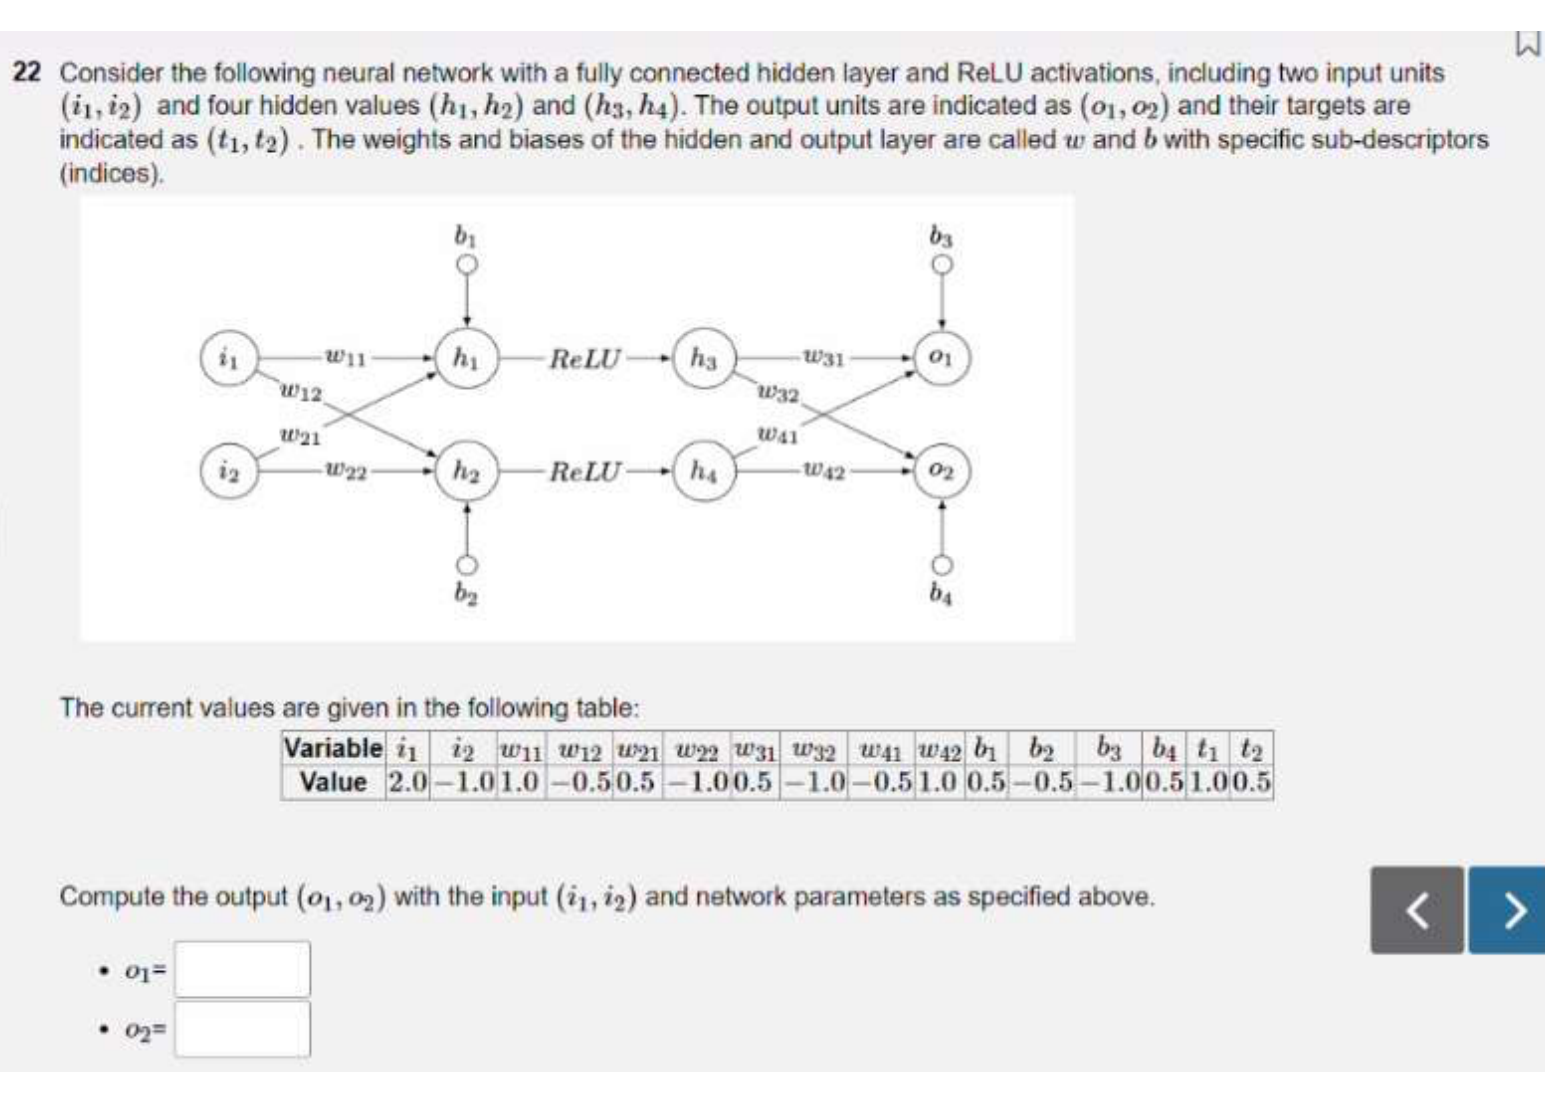 22 Consider the following neural network with a fully connected hidden layer and ReLU activations, including two input units
(i₁, i₂) and four hidden values (h₁, h₂) and (h₃, h₄). The output units are indicated as (o₁, o₂) and their targets are
indicated as (t₁, t₂) . The weights and biases of the hidden and output layer are called w and b with specific sub-descriptors
(indices).
b₁ b₃
i₁ w₁₁ h₁ ReLU h₃ w₃₁ o₁
w₁₂ w₃₂
w₂₁ w₄₁
i₂ w₂₂ h₂ ReLU h₄ w₄₂ o₂
b₂ b₄
The current values are given in the following table:
Variable i₁ i₂ w₁₁ w₁₂ w₂₁ w₂₂ w₃₁ w₃₂ w₄₁ w₄₂ b₁ b₂ b₃ b₄ t₁ t₂
Value 2.0 −1.0 1.0 −0.5 0.5 −1.0 0.5 −1.0 −0.5 1.0 0.5 −0.5 −1.0 0.5 1.0 0.5
Compute the output (o₁, o₂) with the input (i₁, i₂) and network parameters as specified above.
• o₁=
• o₂=